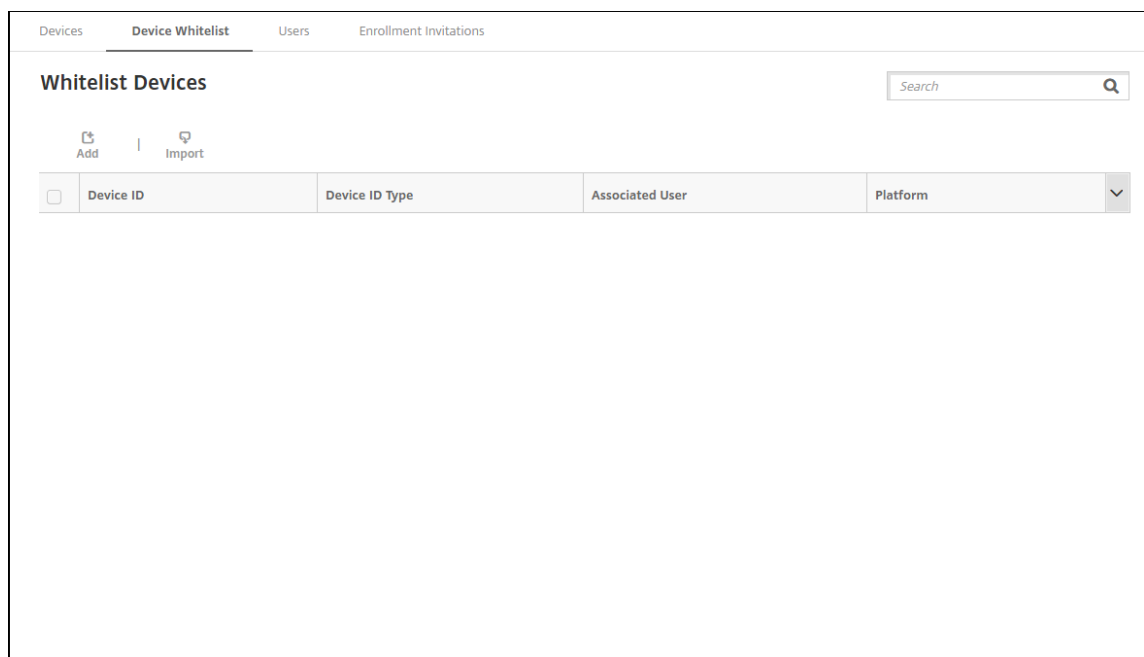 Devices Device Whitelist Users Enrollment Invitations
Whitelist Devices
Search
Add | Import
Device ID Device ID Type Associated User Platform